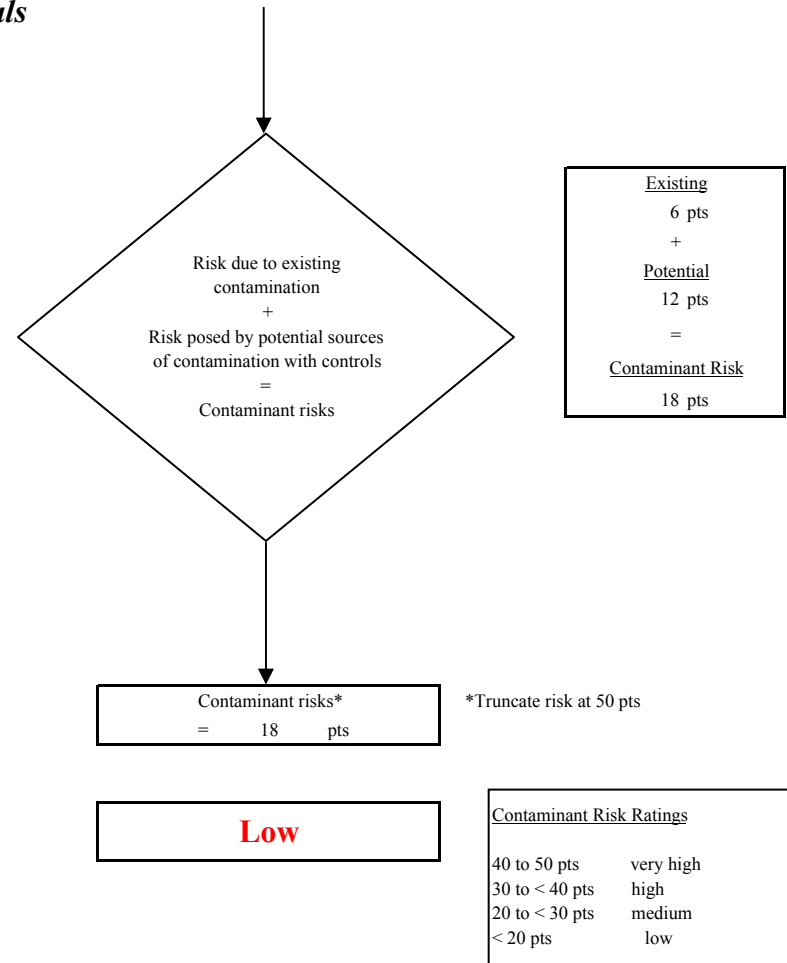 Risk due to existing
contamination
+
Risk posed by potential sources
of contamination with controls
=
Contaminant risks
Existing
6 pts
+
Potential
12 pts
=
Contaminant Risk
18 pts
Contaminant risks*
= 18 pts
*Truncate risk at 50 pts
Low
Contaminant Risk Ratings
40 to 50 pts very high
30 to < 40 pts high
20 to < 30 pts medium
< 20 pts low